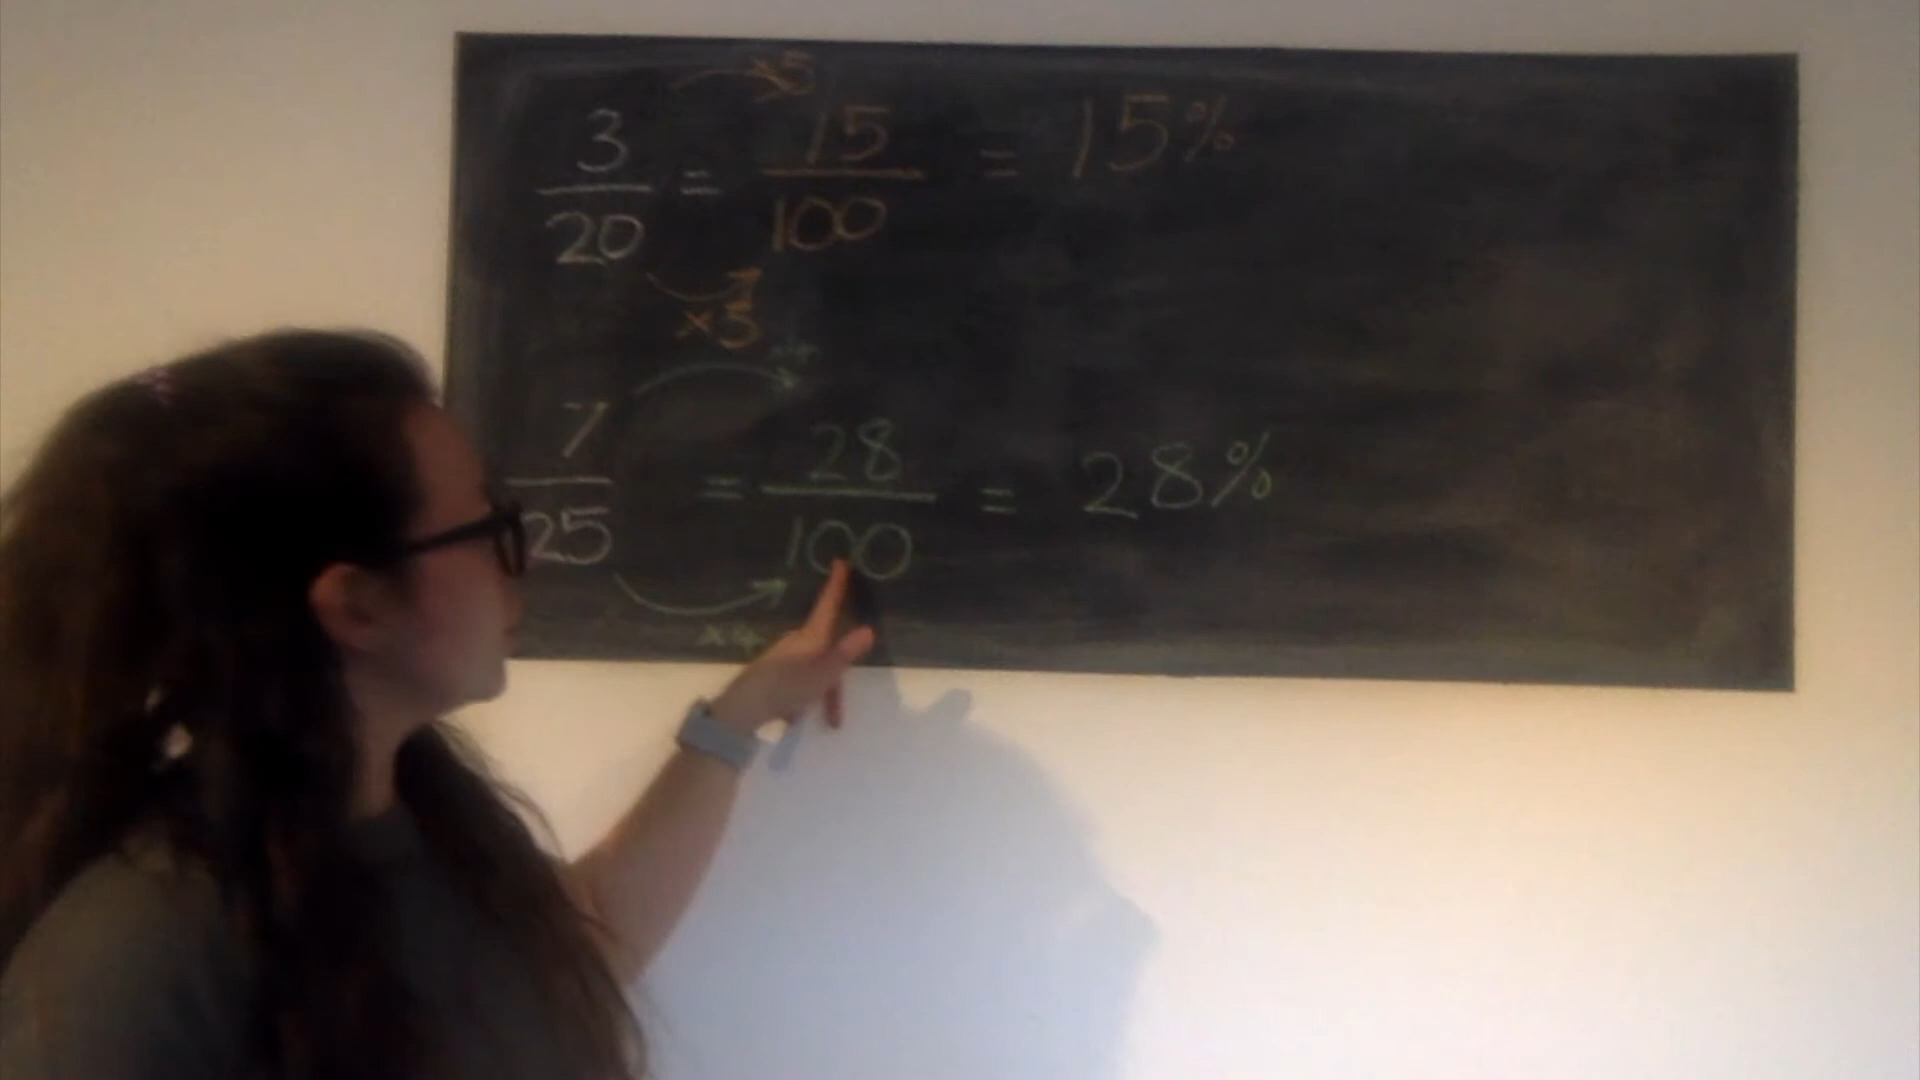 ×5
3/20 = 15/100 = 15%
×5
×4
7/25 = 28/100 = 28%
×4